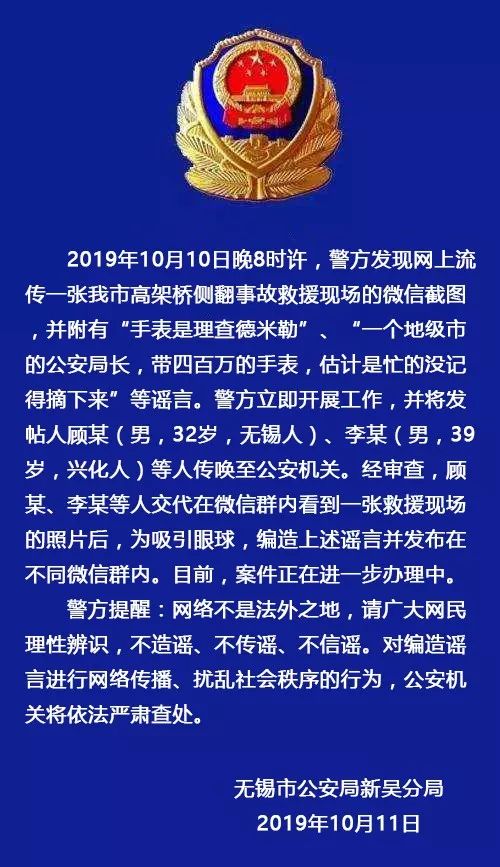 2019年10月10日晚8时许，警方发现网上流
传一张我市高架桥侧翻事故救援现场的微信截图
，并附有“手表是理查德米勒”、“一个地级市
的公安局长，带四百万的手表，估计是忙的没记
得摘下来”等谣言。警方立即开展工作，并将发
帖人顾某（男，32岁，无锡人）、李某（男，39
岁，兴化人）等人传唤至公安机关。经审查，顾
某、李某等人交代在微信群内看到一张救援现场
的照片后，为吸引眼球，编造上述谣言并发布在
不同微信群内。目前，案件正在进一步办理中。
警方提醒：网络不是法外之地，请广大网民
理性辨识，不造谣、不传谣、不信谣。对编造谣
言进行网络传播、扰乱社会秩序的行为，公安机
关将依法严肃查处。
无锡市公安局新吴分局
2019年10月11日